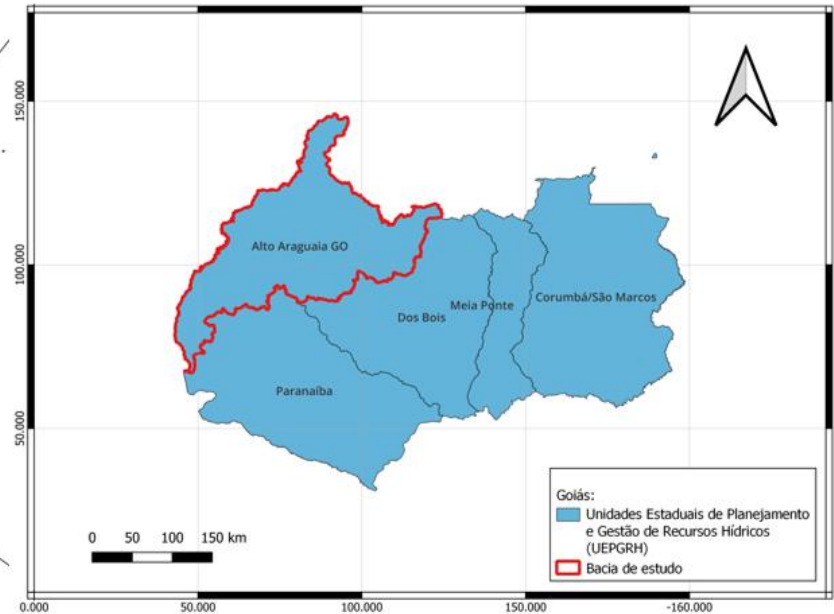 150.000
100.000
50.000
Alto Araguaia GO
Meia Ponte
Corumbá/São Marcos
Dos Bois
Paranaíba
0 50 100 150 km
Goiás:
Unidades Estaduais de Planejamento
e Gestão de Recursos Hídricos
(UEPGRH)
Bacia de estudo
0.000 50.000 100.000 150.000 -160.000